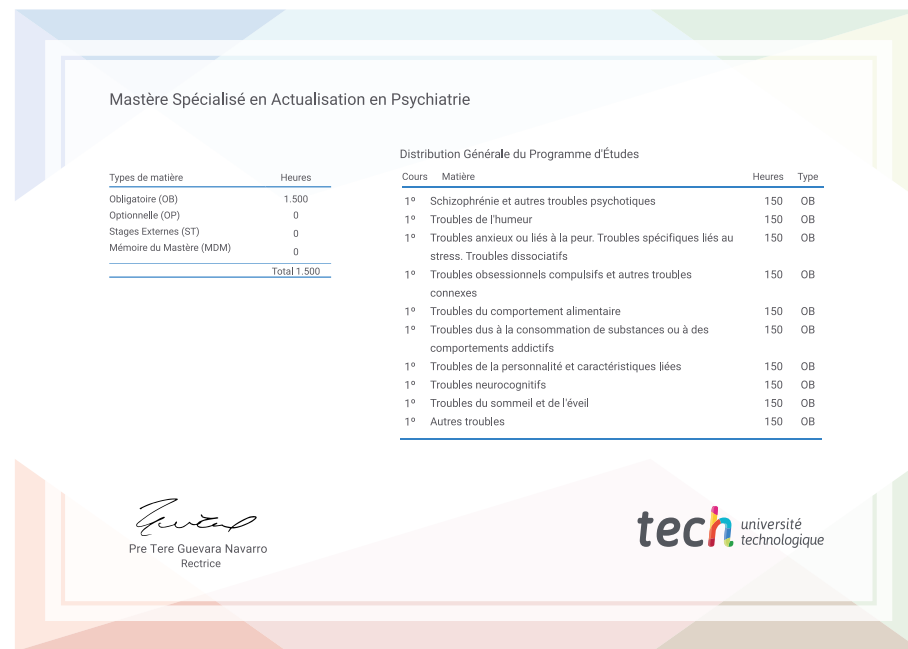 Mastère Spécialisé en Actualisation en Psychiatrie
Types de matière Heures
Obligatoire (OB) 1.500
Optionnelle (OP) 0
Stages Externes (ST) 0
Mémoire du Mastère (MDM) 0
Total 1.500
Distribution Générale du Programme d'Études
Cours Matière Heures Type
1º Schizophrénie et autres troubles psychotiques 150 OB
1º Troubles de l'humeur 150 OB
1º Troubles anxieux ou liés à la peur. Troubles spécifiques liés au 150 OB
stress. Troubles dissociatifs
1º Troubles obsessionnels compulsifs et autres troubles 150 OB
connexes
1º Troubles du comportement alimentaire 150 OB
1º Troubles dus à la consommation de substances ou à des 150 OB
comportements addictifs
1º Troubles de la personnalité et caractéristiques liées 150 OB
1º Troubles neurocognitifs 150 OB
1º Troubles du sommeil et de l'éveil 150 OB
1º Autres troubles 150 OB
Pre Tere Guevara Navarro
Rectrice
tech université
technologique